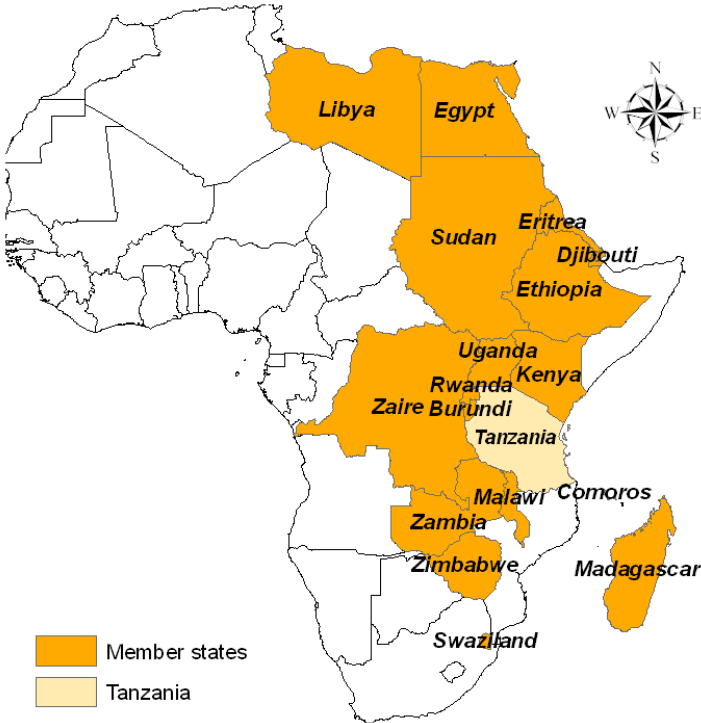 Libya
Egypt
N
W
E
S
Sudan
Eritrea
Djibouti
Ethiopia
Uganda
Kenya
Rwanda
Zaire
Burundi
Tanzania
Malawi
Comoros
Zambia
Zimbabwe
Madagascar
Swaziland
Member states
Tanzania